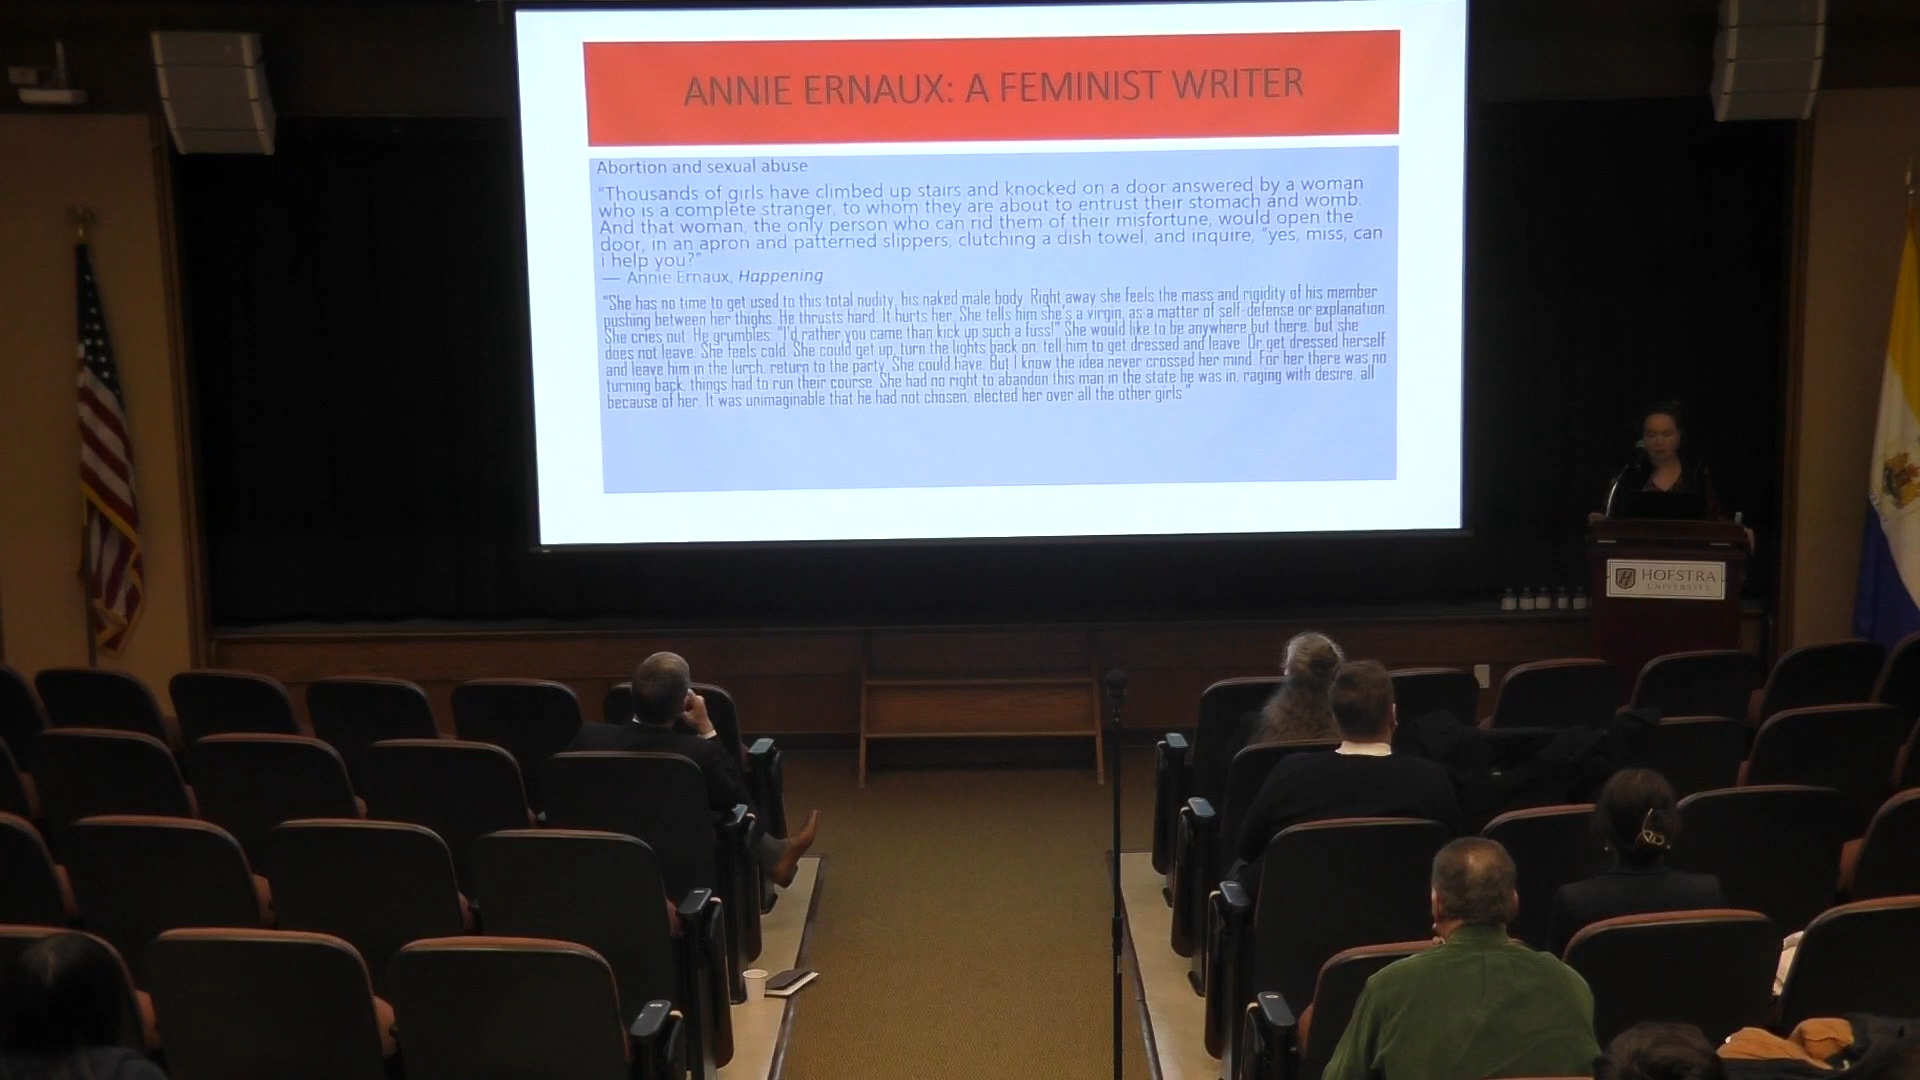 ANNIE ERNAUX: A FEMINIST WRITER
Abortion and sexual abuse
"Thousands of girls have climbed up stairs and knocked on a door answered by a woman
who is a complete stranger, to whom they are about to entrust their stomach and womb.
And that woman, the only person who can rid them of their misfortune, would open the
door, in an apron and patterned slippers, clutching a dish towel, and inquire, "yes, miss, can
i help you?"
— Annie Ernaux, Happening
"She has no time to get used to this total nudity, his naked male body. Right away she feels the mass and rigidity of his member
pushing between her thighs. He thrusts hard. It hurts her. She tells him she's a virgin, as a matter of self-defense or explanation.
She cries out. He grumbles: "I'd rather you came than kick up such a fuss!" She would like to be anywhere but there, but she
does not leave. She feels cold. She could get up, turn the lights back on, tell him to get dressed and leave. Or get dressed herself
and leave him in the lurch, return to the party. She could have. But I know the idea never crossed her mind. For her there was no
turning back, things had to run their course. She had no right to abandon this man in the state he was in, raging with desire, all
because of her. It was unimaginable that he had not chosen, elected her over all the other girls."
HOFSTRA
UNIVERSITY